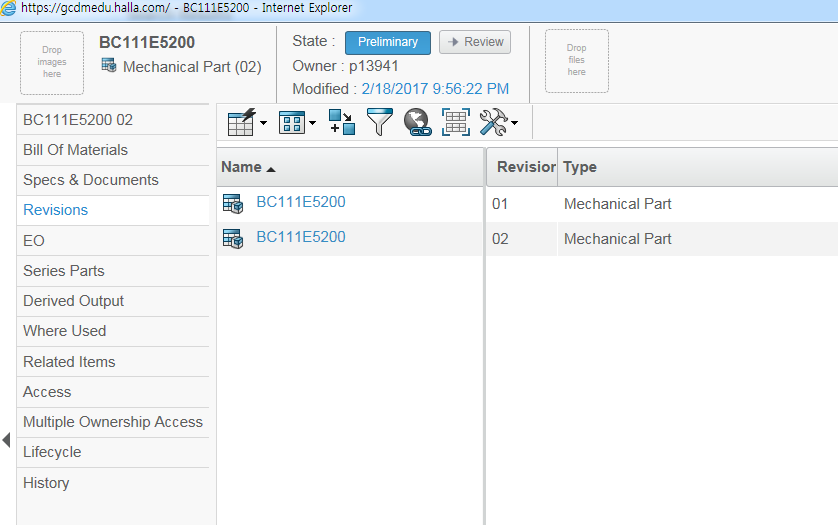 https://gcdmedu.halla.com/ - BC111E5200 - Internet Explorer
Drop
images
here
BC111E5200
Mechanical Part (02)
State : Preliminary Review
Owner : p13941
Modified : 2/18/2017 9:56:22 PM
Drop
files
here
BC111E5200 02
Bill Of Materials
Specs & Documents
Revisions
EO
Series Parts
Derived Output
Where Used
Related Items
Access
Multiple Ownership Access
Lifecycle
History
Name Revision Type
BC111E5200 01 Mechanical Part
BC111E5200 02 Mechanical Part